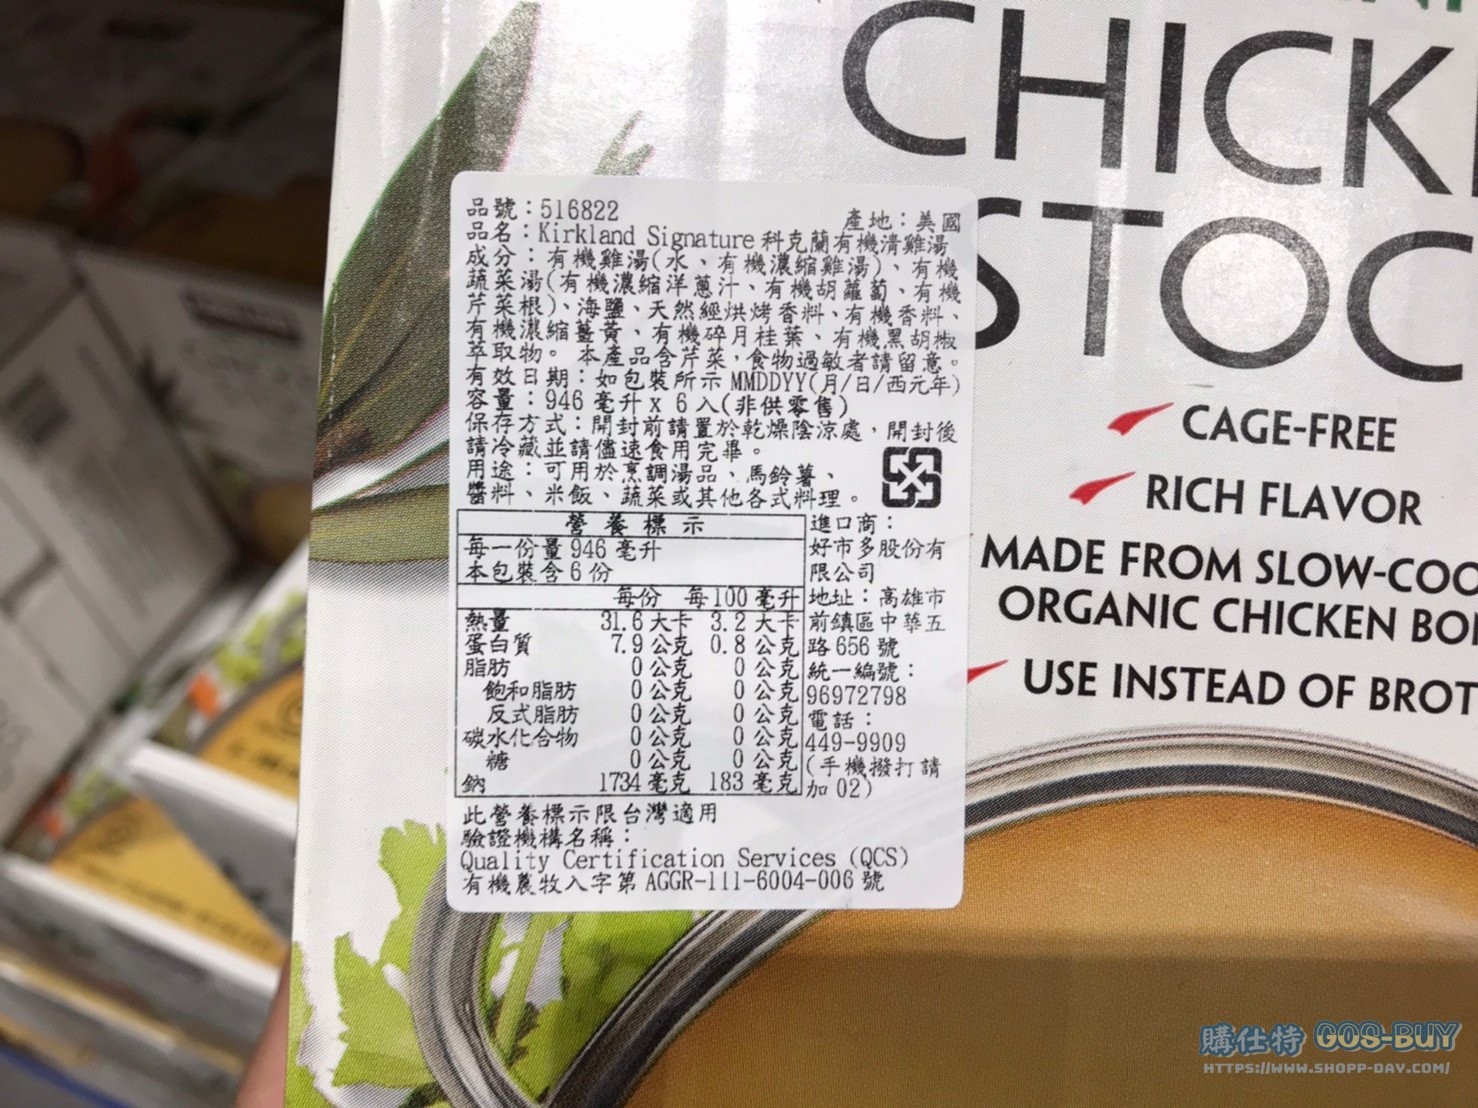 CHICK
STOC
CAGE-FREE
RICH FLAVOR
MADE FROM SLOW-COO
ORGANIC CHICKEN BO
USE INSTEAD OF BROT
品號：516822 產地：美國
品名：Kirkland Signature 科克蘭有機清雞湯
成分：有機雞湯(水、有機濃縮雞湯)、有機
蔬菜湯(有機濃縮洋蔥汁、有機胡蘿蔔、有機
芹菜根)、海鹽、天然經烘烤香料、有機香料、
有機濃縮薑黃、有機碎月桂葉、有機黑胡椒
萃取物。 本產品含芹菜，食物過敏者請留意。
有效日期：如包裝所示 MMDDYY(月/日/西元年)
容量：946 毫升 x 6 入(非供零售)
保存方式：開封前請置於乾燥陰涼處，開封後
請冷藏並請儘速食用完畢。
用途：可用於烹調湯品、馬鈴薯、
醬料、米飯、蔬菜或其他各式料理。
營養標示
每一份量 946 毫升
本包裝含 6 份
每份 每100 毫升
熱量 31.6 大卡 3.2 大卡
蛋白質 7.9 公克 0.8 公克
脂肪 0 公克 0 公克
飽和脂肪 0 公克 0 公克
反式脂肪 0 公克 0 公克
碳水化合物 0 公克 0 公克
糖 0 公克 0 公克
鈉 1734 毫克 183 毫克
進口商：
好市多股份有
限公司
地址：高雄市
前鎮區中華五
路 656 號
統一編號：
96972798
電話：
449-9909
(手機撥打請
加 02)
此營養標示限台灣適用
驗證機構名稱：
Quality Certification Services (QCS)
有機農牧入字第 AGGR-111-6004-006 號
購仕特 GOS-BUY
HTTPS://WWW.SHOPP-DAY.COM/